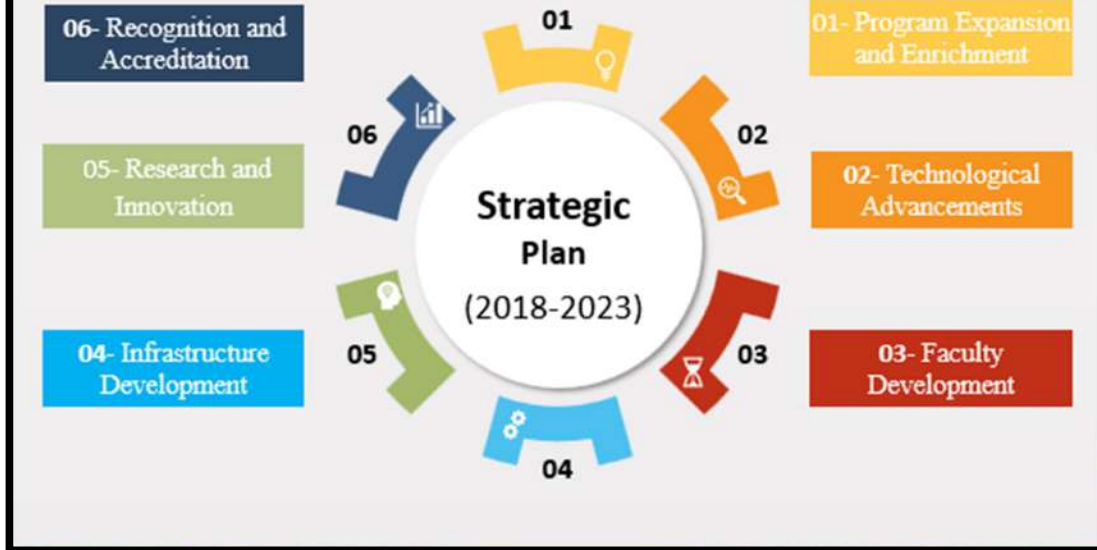 06- Recognition and
Accreditation
01
01- Program Expansion
and Enrichment
06
02
05- Research and
Innovation
Strategic
Plan
(2018-2023)
02- Technological
Advancements
04- Infrastructure
Development
05
03
03- Faculty
Development
04